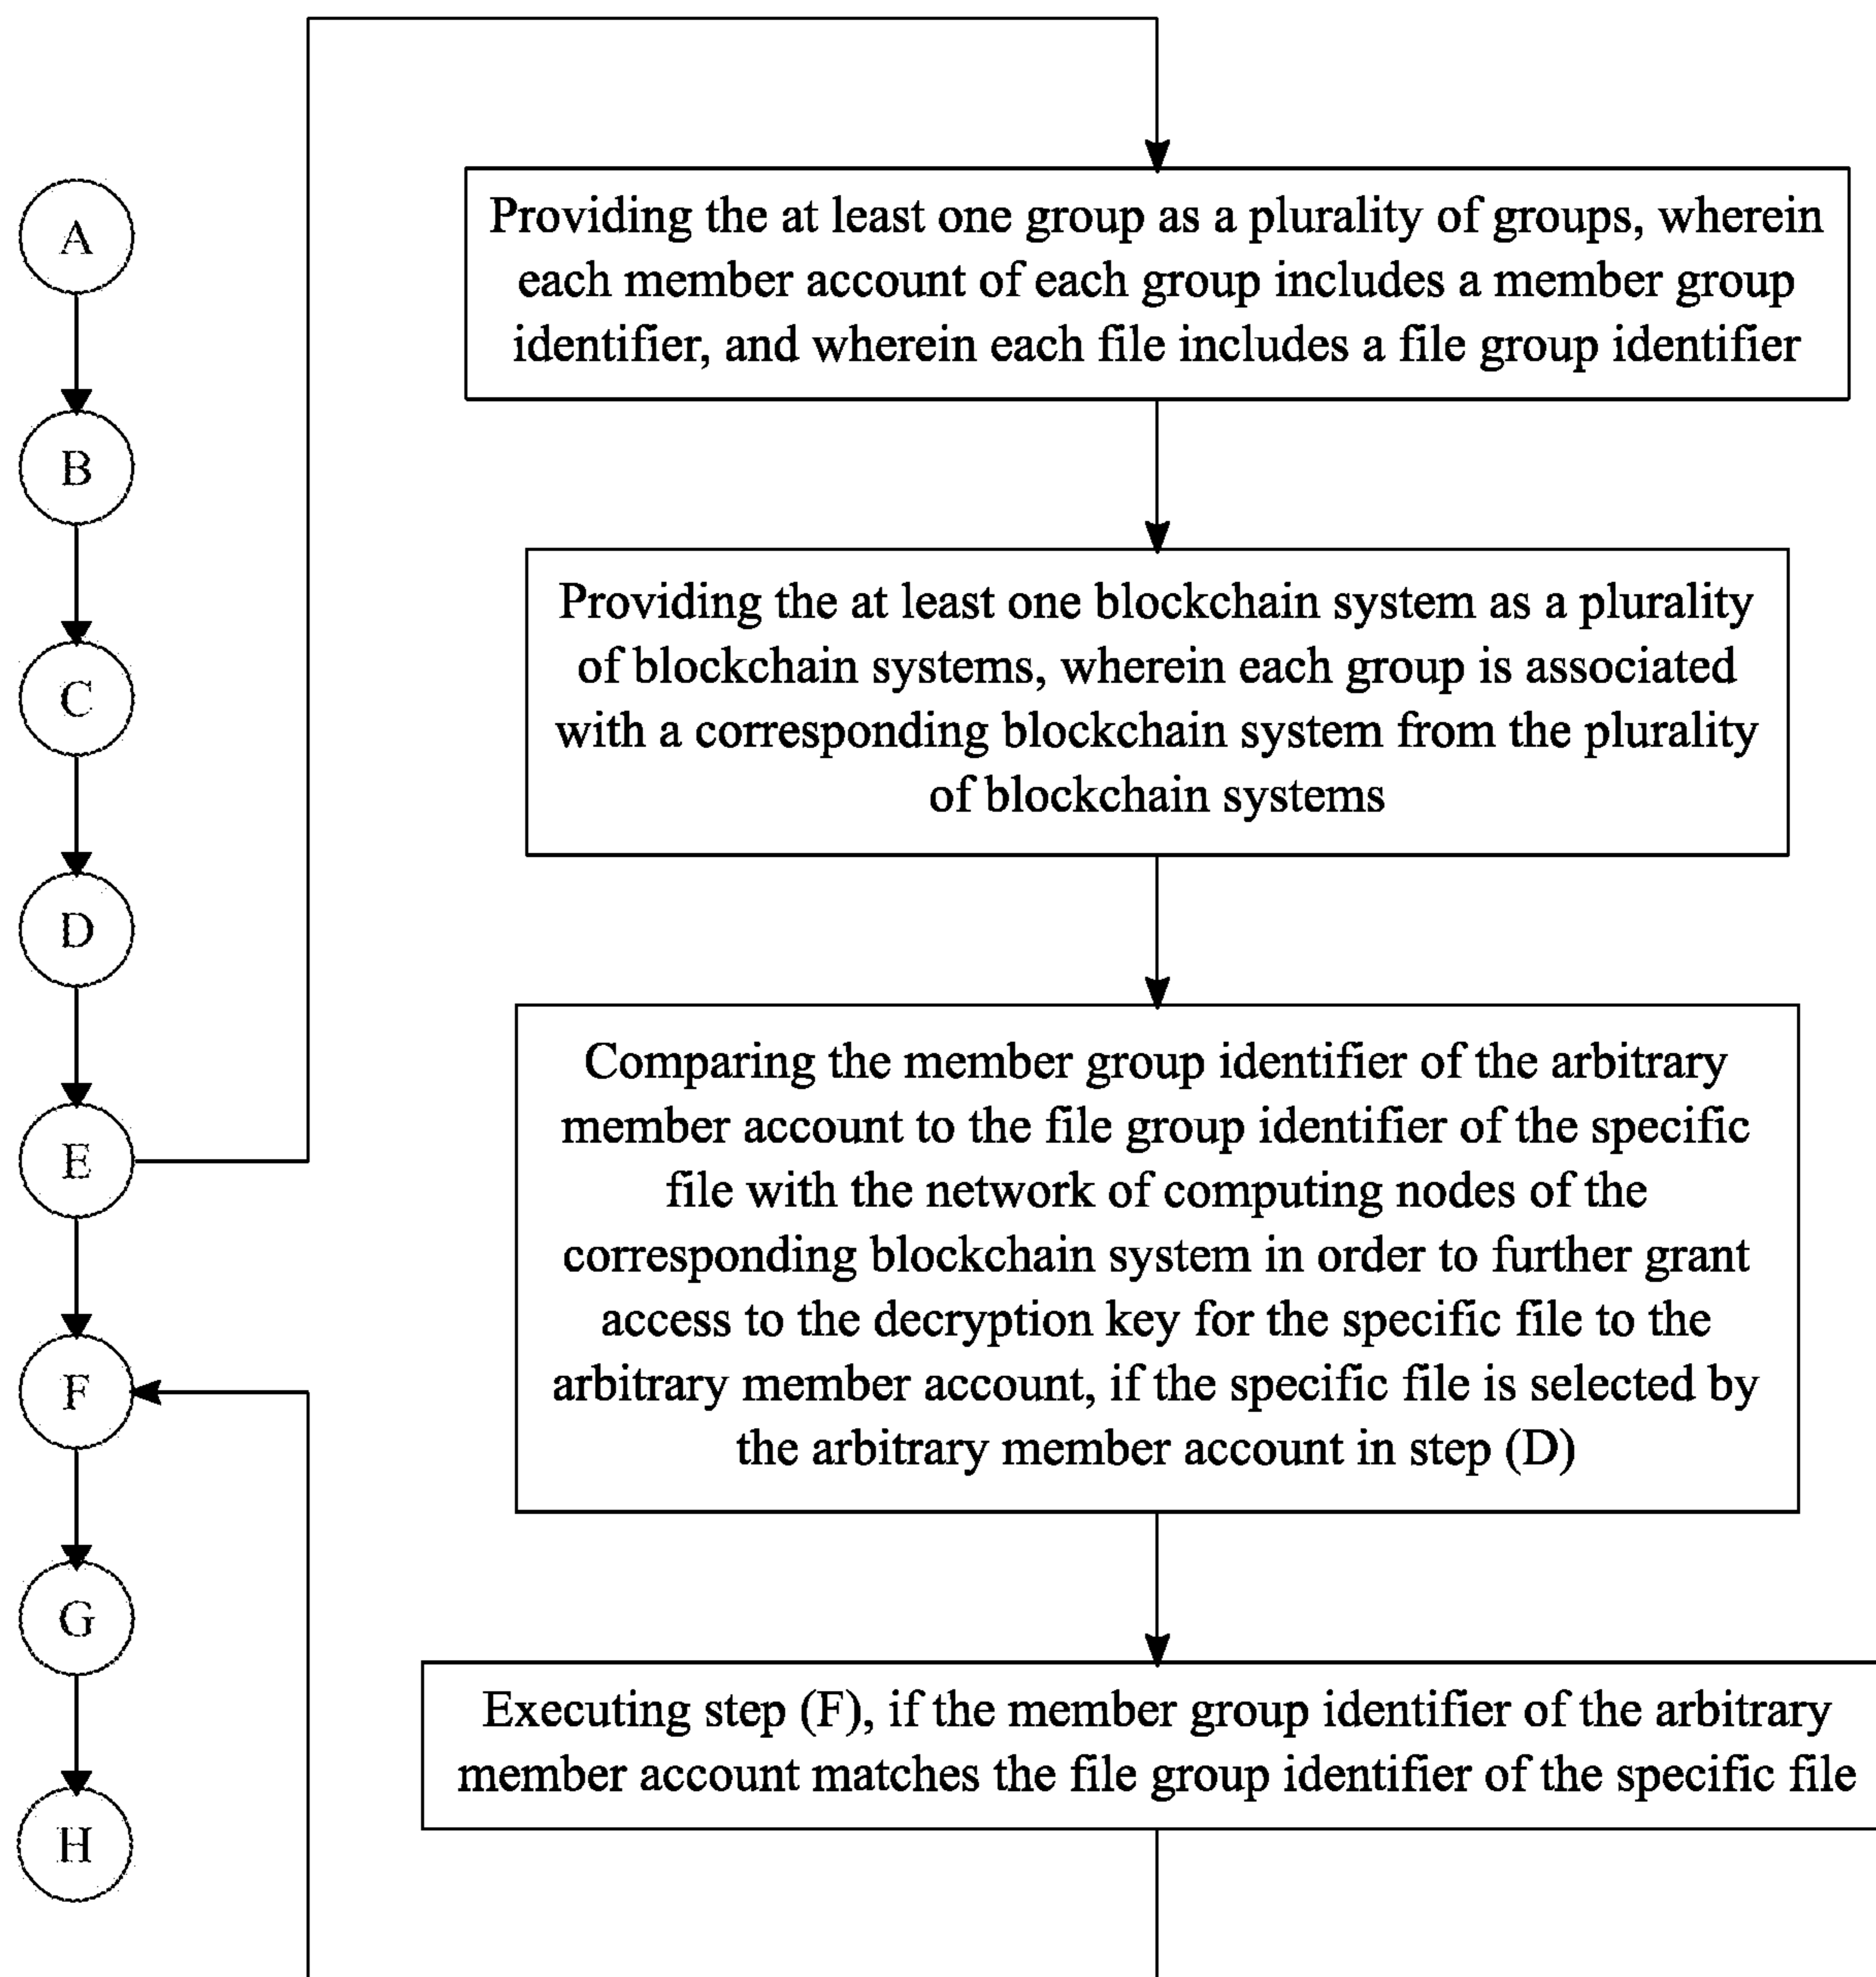 A
B
C
D
E
F
G
H
Providing the at least one group as a plurality of groups, wherein
each member account of each group includes a member group
identifier, and wherein each file includes a file group identifier
Providing the at least one blockchain system as a plurality
of blockchain systems, wherein each group is associated
with a corresponding blockchain system from the plurality
of blockchain systems
Comparing the member group identifier of the arbitrary
member account to the file group identifier of the specific
file with the network of computing nodes of the
corresponding blockchain system in order to further grant
access to the decryption key for the specific file to the
arbitrary member account, if the specific file is selected by
the arbitrary member account in step (D)
Executing step (F), if the member group identifier of the arbitrary
member account matches the file group identifier of the specific file